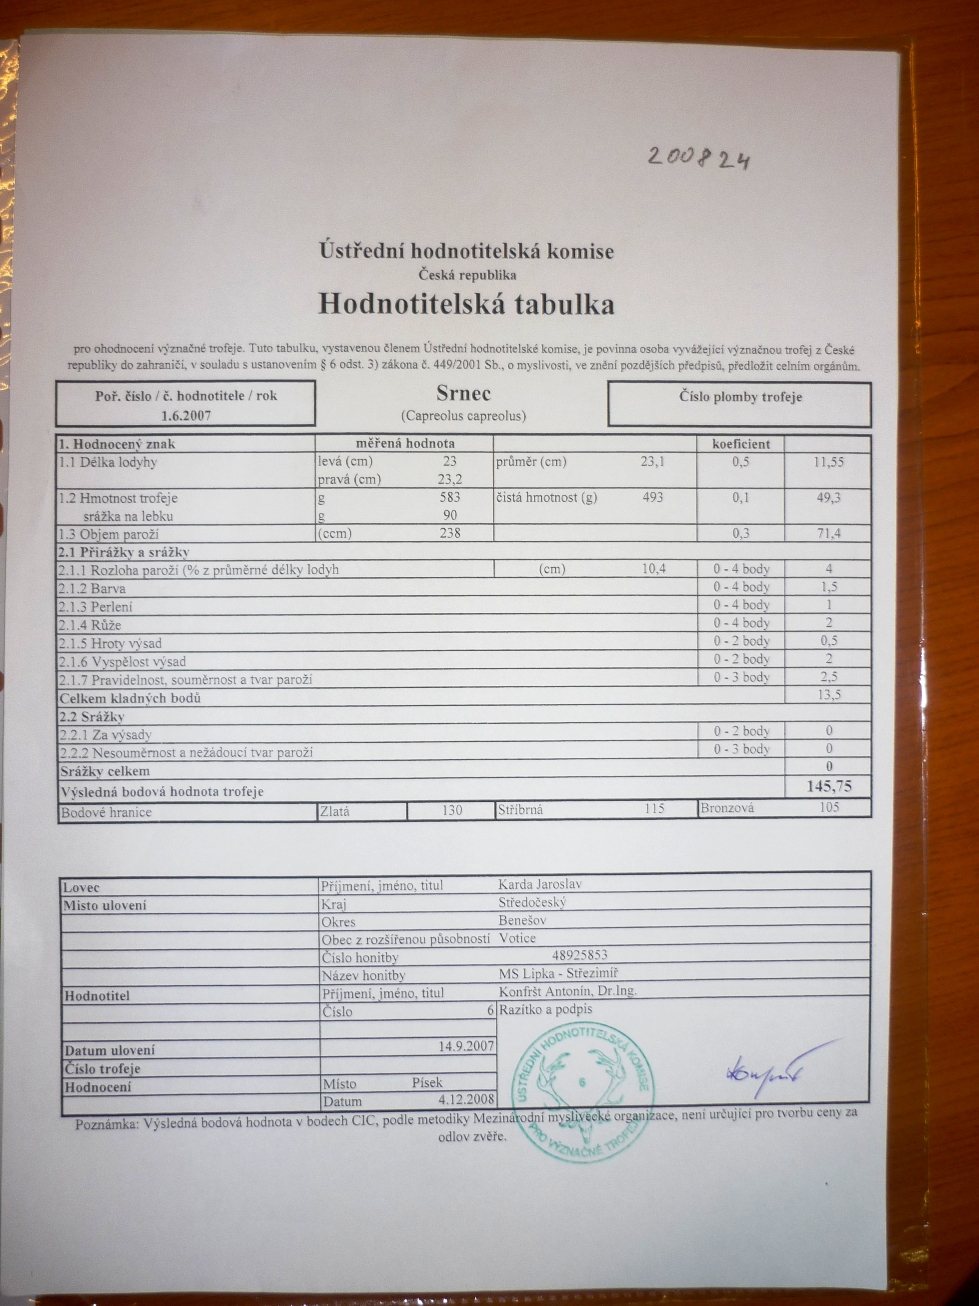 200824
Ústřední hodnotitelská komise
Česká republika
Hodnotitelská tabulka
pro ohodnocení význačné trofeje. Tuto tabulku, vystavenou členem Ústřední hodnotitelské komise, je povinna osoba vyvážející význačnou trofej z České
republiky do zahraničí, v souladu s ustanovením § 6 odst. 3) zákona č. 449/2001 Sb., o myslivosti, ve znění pozdějších předpisů, předložit celním orgánům.
Poř. číslo / č. hodnotitele / rok Srnec Číslo plomby trofeje
1.6.2007 (Capreolus capreolus)
1. Hodnocený znak měřená hodnota koeficient
1.1 Délka lodyhy levá (cm) 23 průměr (cm) 23,1 0,5 11,55
pravá (cm) 23,2
1.2 Hmotnost trofeje g 583 čistá hmotnost (g) 493 0,1 49,3
srážka na lebku g 90
1.3 Objem paroží (ccm) 238 0,3 71,4
2.1 Přirážky a srážky
2.1.1 Rozloha paroží (% z průměrné délky lodyh (cm) 10,4 0 - 4 body 4
2.1.2 Barva 0 - 4 body 1,5
2.1.3 Perlení 0 - 4 body 1
2.1.4 Růže 0 - 4 body 2
2.1.5 Hroty výsad 0 - 2 body 0,5
2.1.6 Vyspělost výsad 0 - 2 body 2
2.1.7 Pravidelnost, souměrnost a tvar paroží 0 - 3 body 2,5
Celkem kladných bodů 13,5
2.2 Srážky
2.2.1 Za výsady 0 - 2 body 0
2.2.2 Nesouměrnost a nežádoucí tvar paroží 0 - 3 body 0
Srážky celkem 0
Výsledná bodová hodnota trofeje 145,75
Bodové hranice Zlatá 130 Stříbrná 115 Bronzová 105
Lovec Příjmení, jméno, titul Karda Jaroslav
Místo ulovení Kraj Středočeský
Okres Benešov
Obec z rozšířenou působnosti Votice
Číslo honitby 48925853
Název honitby MS Lipka - Střezimíř
Hodnotitel Příjmení, jméno, titul Konfršt Antonín, Dr.Ing.
Číslo 6 Razítko a podpis
Datum ulovení 14.9.2007
Číslo trofeje
Hodnocení Místo Písek
Datum 4.12.2008
ÚSTŘEDNÍ HODNOTITELSKÁ KOMISE
6
PRO VÝZNAČNÉ TROFEJE
Poznámka: Výsledná bodová hodnota v bodech CIC, podle metodiky Mezinárodní myslivecké organizace, není určující pro tvorbu ceny za
odlov zvěře.